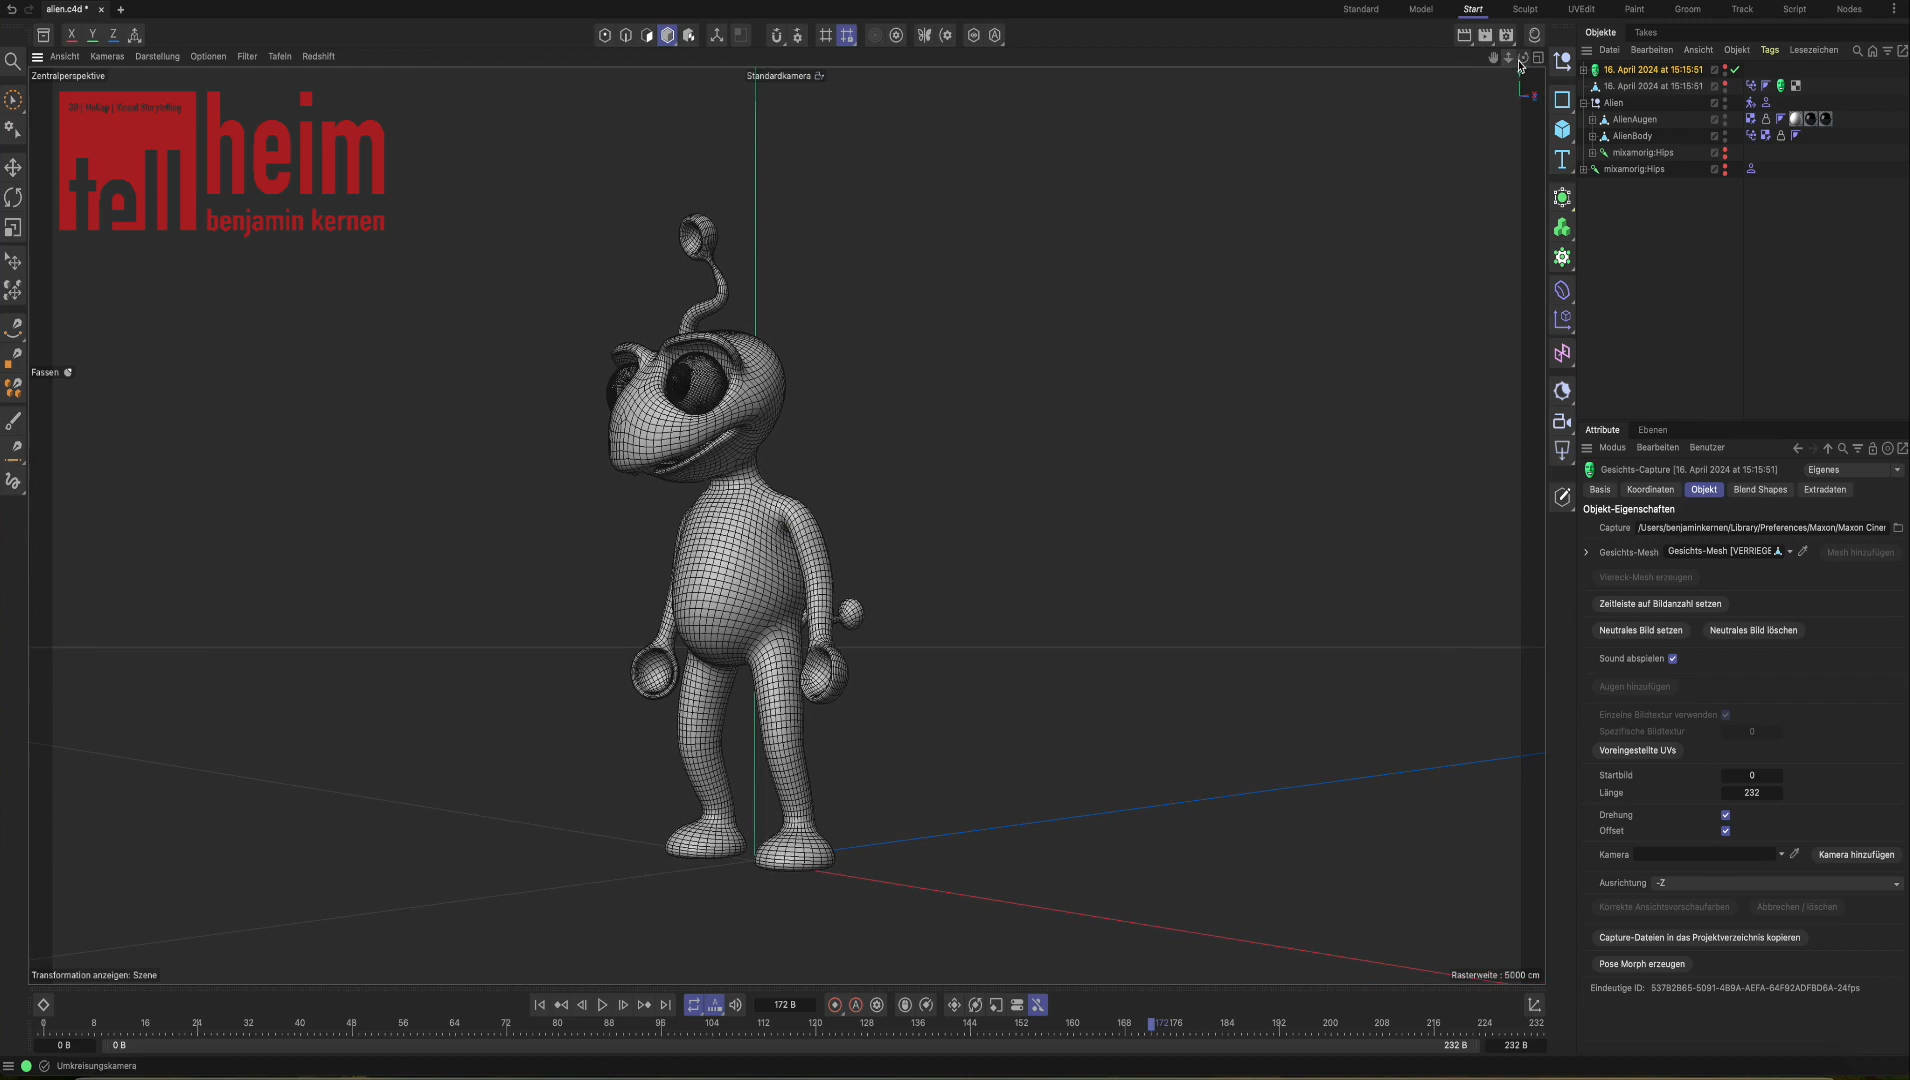 alien.c4d *
Standard Model Start Sculpt UVEdit Paint Groom Track Script Nodes
X Y Z
Objekte Takes
Ansicht Kameras Darstellung Optionen Filter Tafeln Redshift
Datei Bearbeiten Ansicht Objekt Tags Lesezeichen
Zentralperspektive
Standardkamera
16. April 2024 at 15:15:51
16. April 2024 at 15:15:51
Alien
AlienAugen
AlienBody
mixamorig:Hips
mixamorig:Hips
3D | MoCap | Visual Storytelling
tell heim
benjamin kernen
Fassen
Attribute Ebenen
Modus Bearbeiten Benutzer
Gesichts-Capture [16. April 2024 at 15:15:51] Eigenes
Basis Koordinaten Objekt Blend Shapes Extradaten
Objekt-Eigenschaften
Capture /Users/benjaminkernen/Library/Preferences/Maxon/Maxon Ciner
Gesichts-Mesh Gesichts-Mesh [VERRIEGE Mesh hinzufügen
Viereck-Mesh erzeugen
Zeitleiste auf Bildanzahl setzen
Neutrales Bild setzen Neutrales Bild löschen
Sound abspielen
Augen hinzufügen
Einzelne Bildtextur verwenden
Spezifische Bildtextur 0
Voreingestellte UVs
Startbild 0
Länge 232
Drehung
Offset
Kamera Kamera hinzufügen
Ausrichtung -Z
Korrekte Ansichtsvorschaufarben Abbrechen / löschen
Capture-Dateien in das Projektverzeichnis kopieren
Pose Morph erzeugen
Eindeutige ID: 537B2B65-5091-4B9A-AEFA-64F92ADFBD6A-24fps
Transformation anzeigen: Szene
Rasterweite : 5000 cm
172 B
0 8 16 24 32 40 48 56 64 72 80 88 96 104 112 120 128 136 144 152 160 168 172 176 184 192 200 208 216 224 232
0 B 0 B 232 B 232 B
Umkreisungskamera